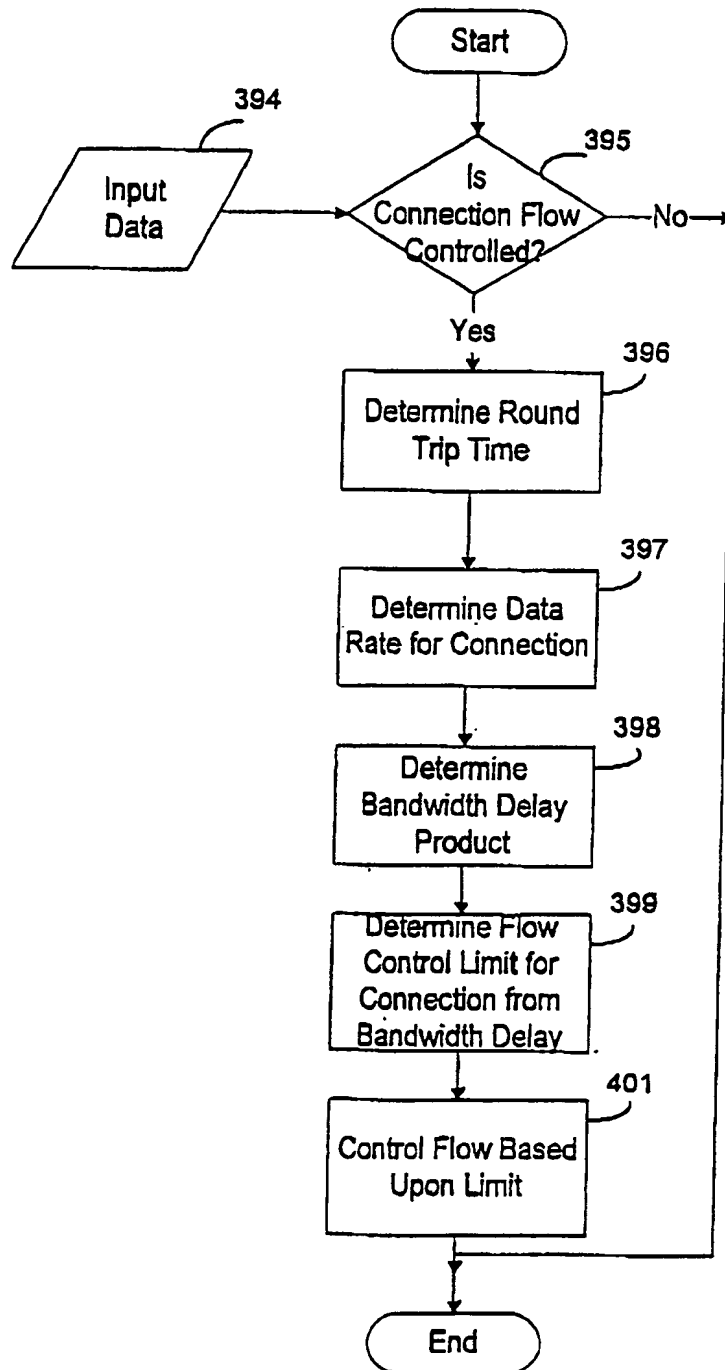 Start
394
395
Input
Data
Is
Connection Flow
Controlled?
No
Yes
396
Determine Round
Trip Time
397
Determine Data
Rate for Connection
398
Determine
Bandwidth Delay
Product
399
Determine Flow
Control Limit for
Connection from
Bandwidth Delay
401
Control Flow Based
Upon Limit
End